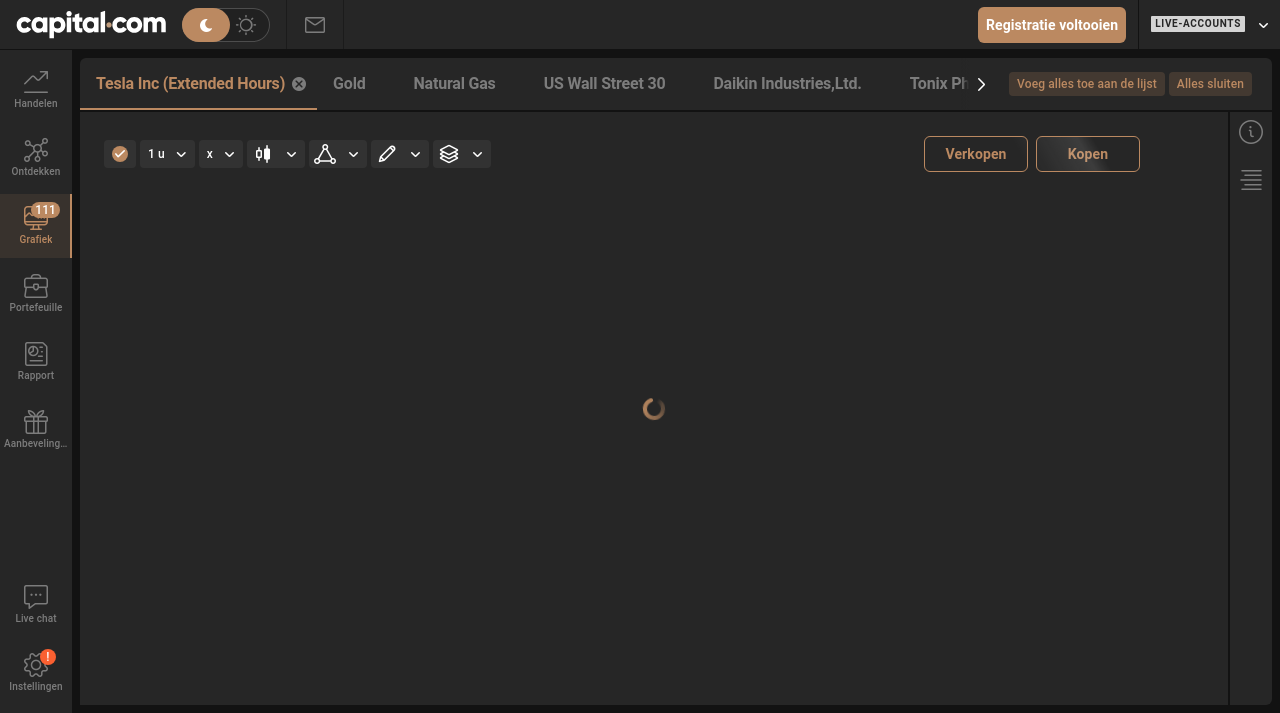 capital.com
Registratie voltooien
LIVE-ACCOUNTS
Handelen
Ontdekken
111
Grafiek
Portefeuille
Rapport
Aanbeveling...
Live chat
!
Instellingen
Tesla Inc (Extended Hours)
Gold
Natural Gas
US Wall Street 30
Daikin Industries,Ltd.
Tonix Ph
Voeg alles toe aan de lijst
Alles sluiten
1 u
x
Verkopen
Kopen